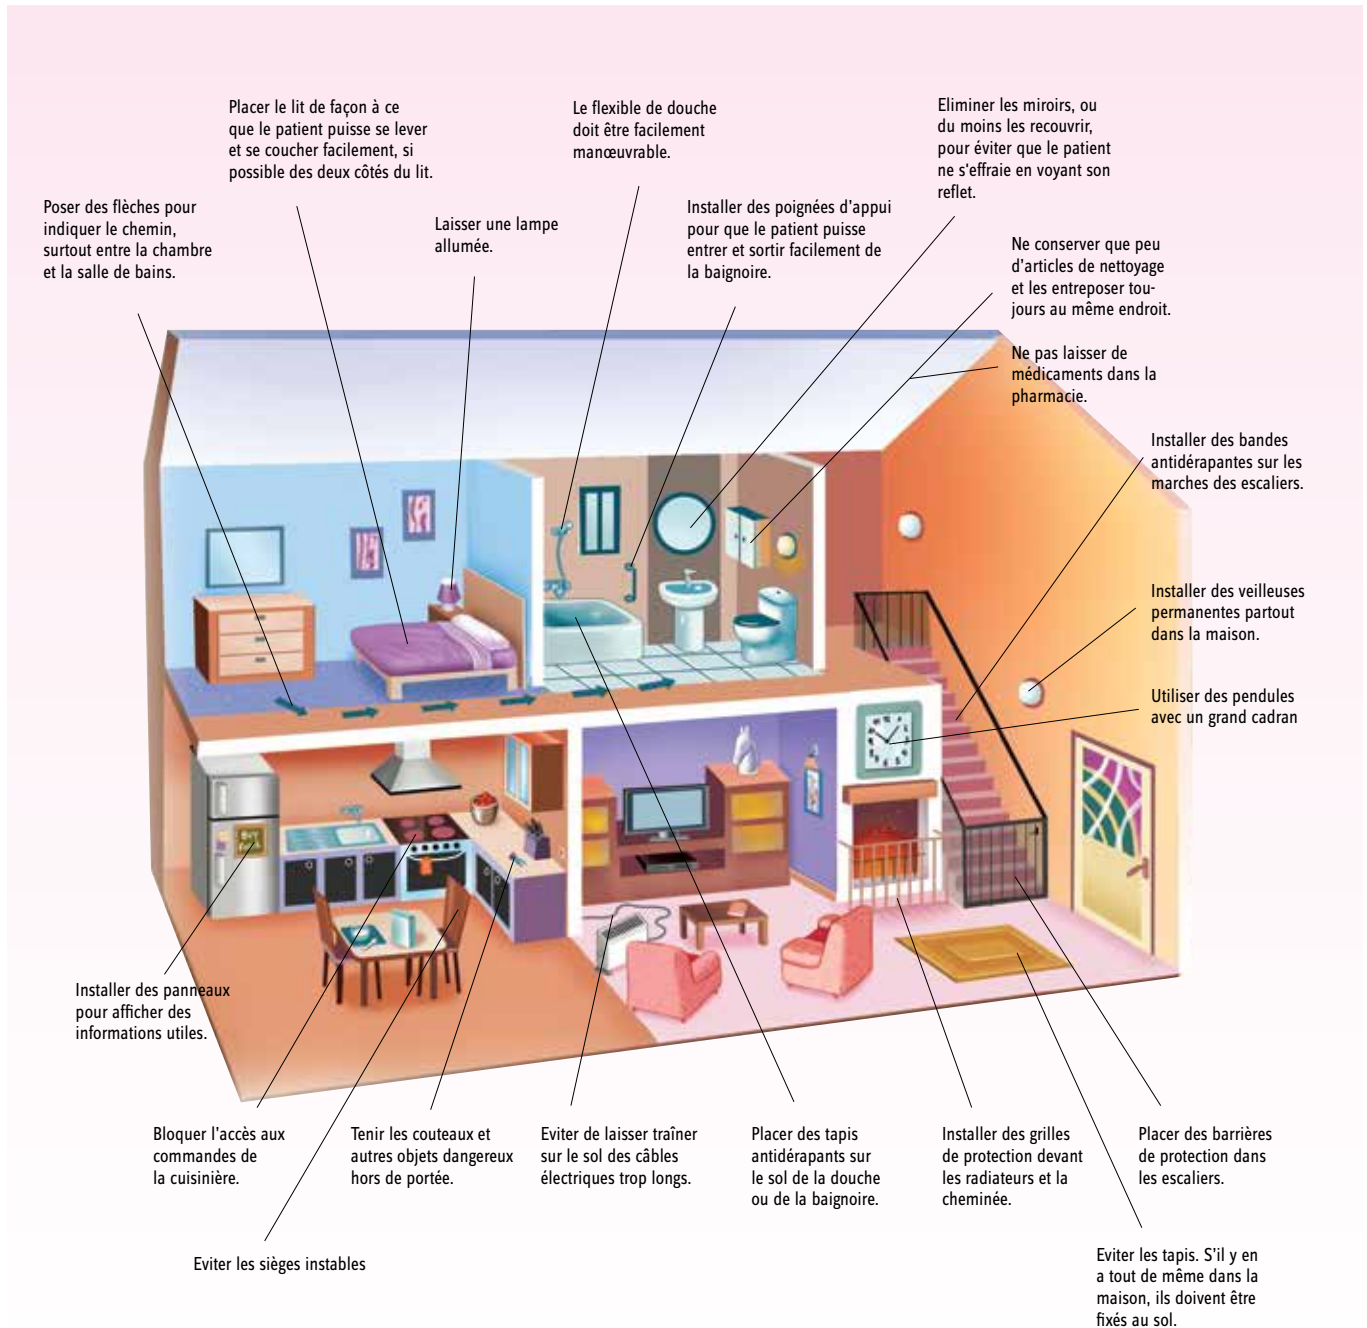 Placer le lit de façon à ce
que le patient puisse se lever
et se coucher facilement, si
possible des deux côtés du lit.
Le flexible de douche
doit être facilement
manœuvrable.
Eliminer les miroirs, ou
du moins les recouvrir,
pour éviter que le patient
ne s'effraie en voyant son
reflet.
Poser des flèches pour
indiquer le chemin,
surtout entre la chambre
et la salle de bains.
Laisser une lampe
allumée.
Installer des poignées d'appui
pour que le patient puisse
entrer et sortir facilement de
la baignoire.
Ne conserver que peu
d'articles de nettoyage
et les entreposer tou-
jours au même endroit.
Ne pas laisser de
médicaments dans la
pharmacie.
Installer des bandes
antidérapantes sur les
marches des escaliers.
Installer des veilleuses
permanentes partout
dans la maison.
Utiliser des pendules
avec un grand cadran
Installer des panneaux
pour afficher des
informations utiles.
Bloquer l'accès aux
commandes de
la cuisinière.
Tenir les couteaux et
autres objets dangereux
hors de portée.
Eviter de laisser traîner
sur le sol des câbles
électriques trop longs.
Placer des tapis
antidérapants sur
le sol de la douche
ou de la baignoire.
Installer des grilles
de protection devant
les radiateurs et la
cheminée.
Placer des barrières
de protection dans
les escaliers.
Eviter les sièges instables
Eviter les tapis. S'il y en
a tout de même dans la
maison, ils doivent être
fixés au sol.